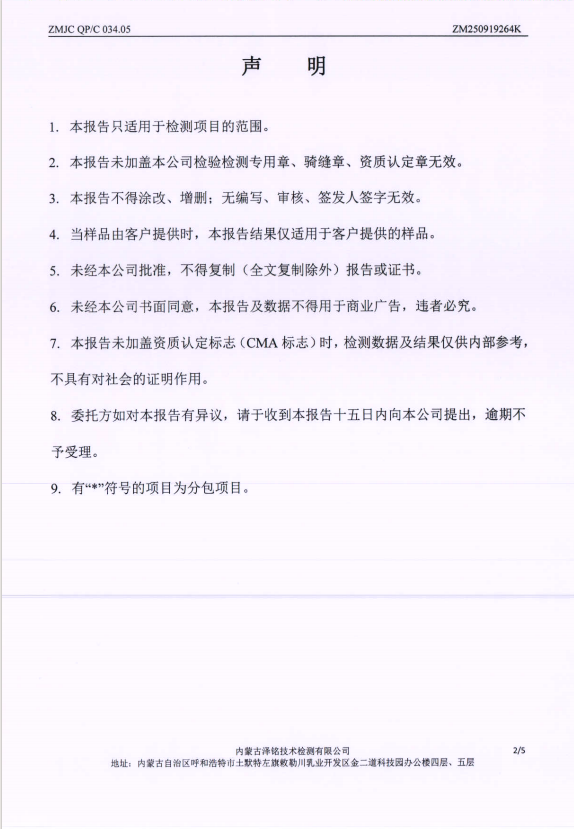 ZMJC QP/C 034.05 ZM250919264K
声 明
1. 本报告只适用于检测项目的范围。
2. 本报告未加盖本公司检验检测专用章、骑缝章、资质认定章无效。
3. 本报告不得涂改、增删；无编写、审核、签发人签字无效。
4. 当样品由客户提供时，本报告结果仅适用于客户提供的样品。
5. 未经本公司批准，不得复制（全文复制除外）报告或证书。
6. 未经本公司书面同意，本报告及数据不得用于商业广告，违者必究。
7. 本报告未加盖资质认定标志（CMA 标志）时，检测数据及结果仅供内部参考，
不具有对社会的证明作用。
8. 委托方如对本报告有异议，请于收到本报告十五日内向本公司提出，逾期不
予受理。
9. 有“*”符号的项目为分包项目。
内蒙古泽铭技术检测有限公司 2/5
地址：内蒙古自治区呼和浩特市土默特左旗敕勒川乳业开发区金二道科技园办公楼四层、五层